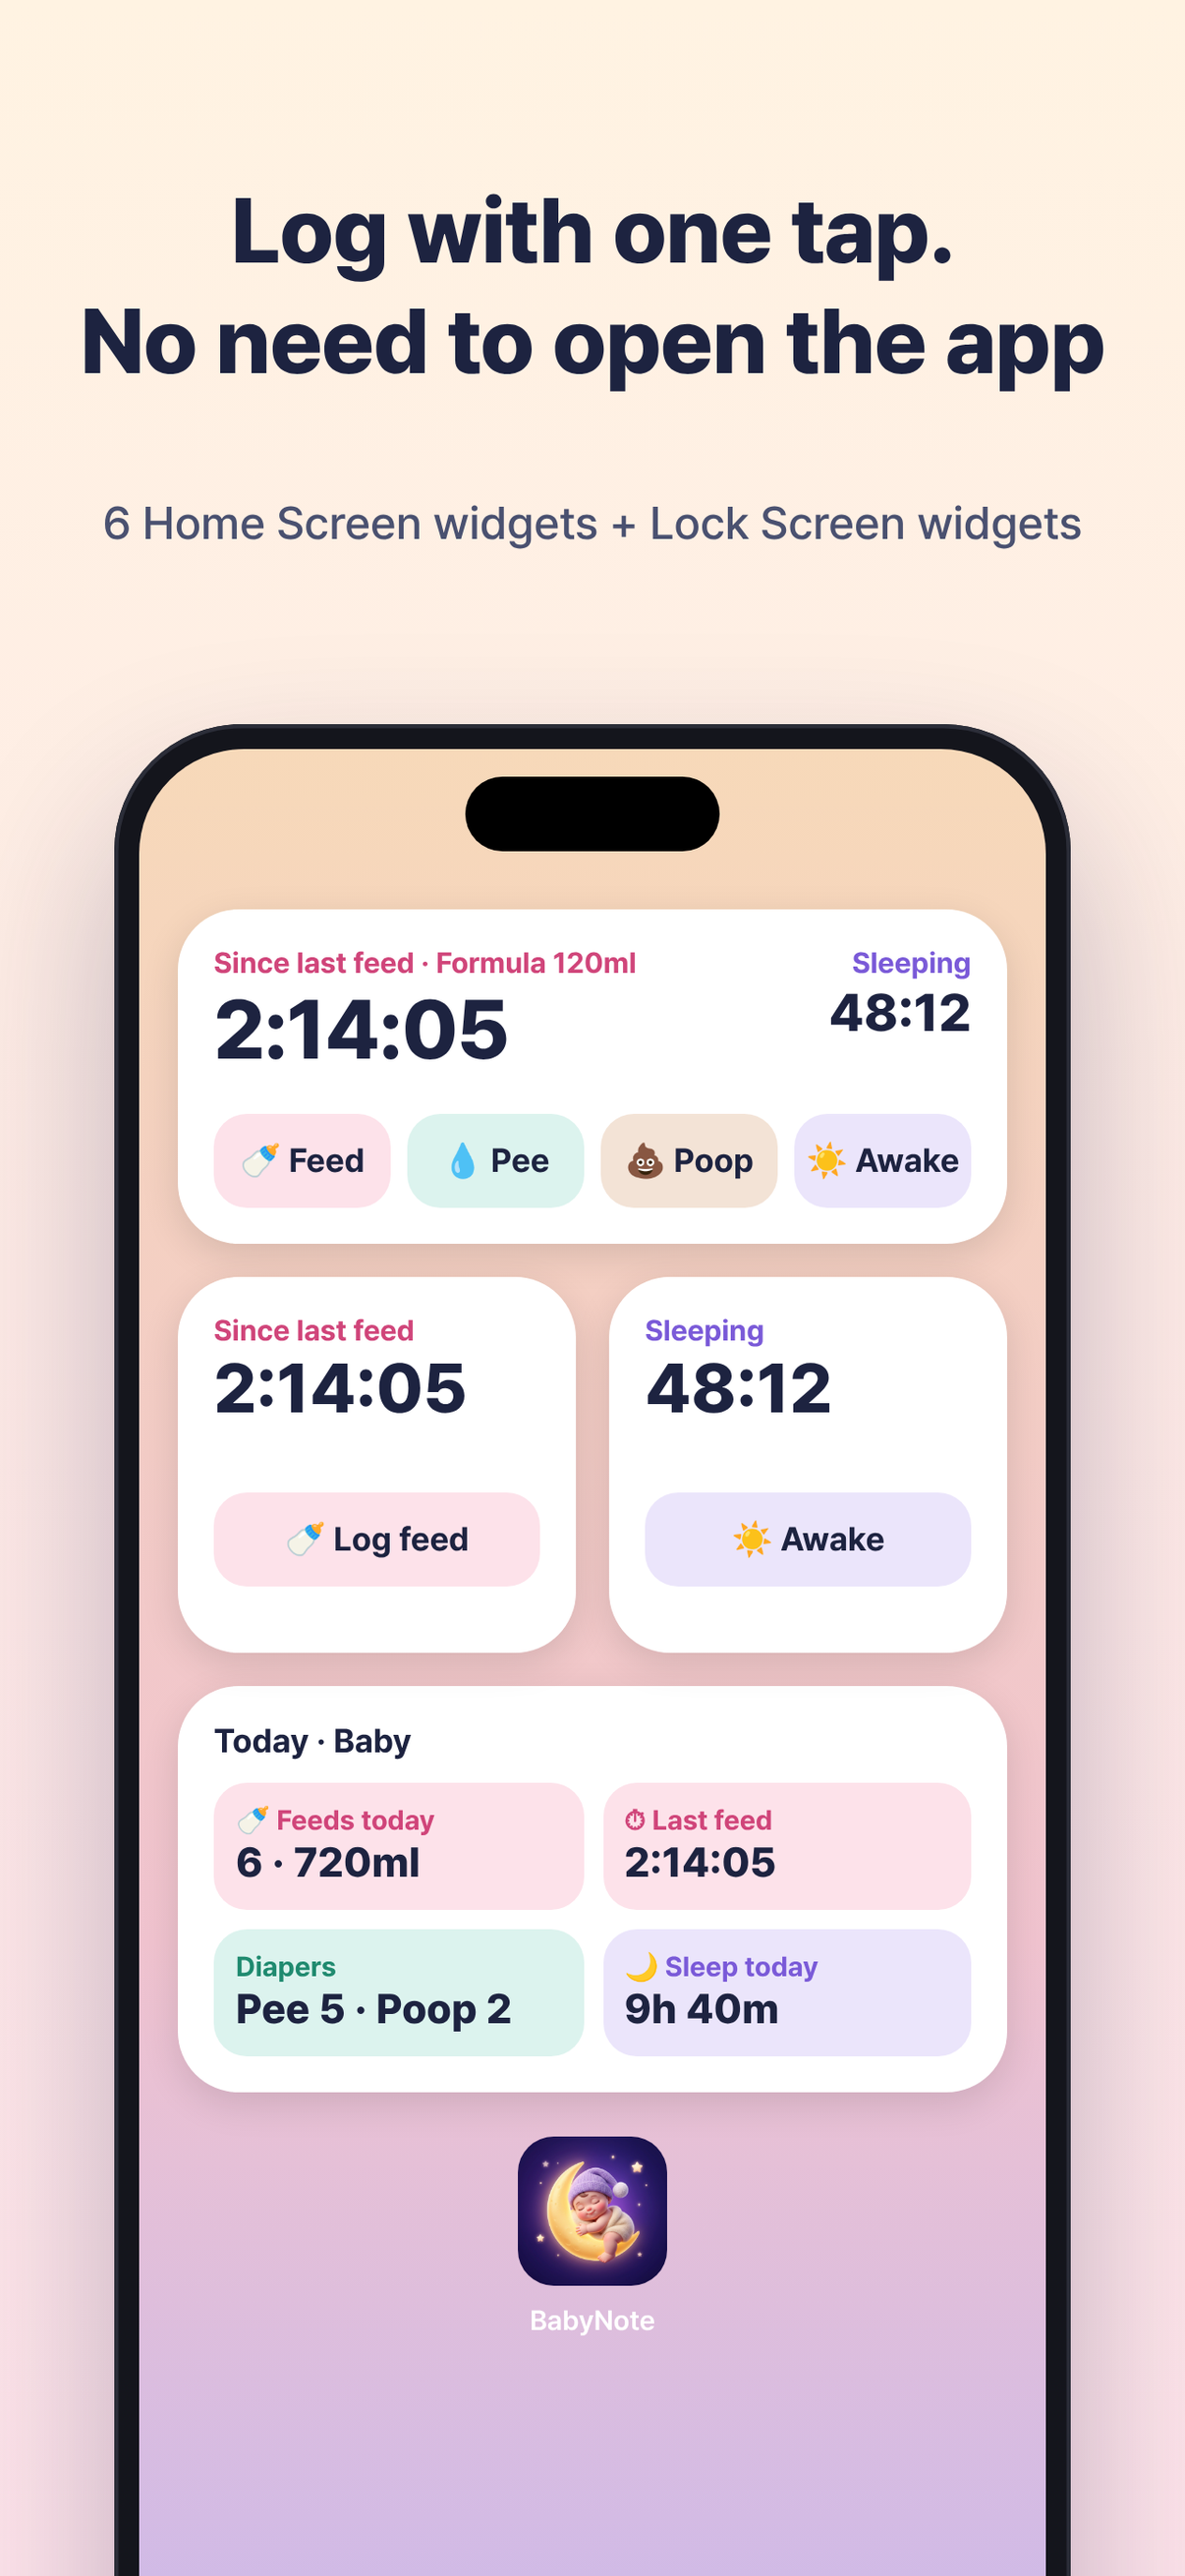 Log with one tap.
No need to open the app
6 Home Screen widgets + Lock Screen widgets
Since last feed · Formula 120ml
2:14:05
Sleeping
48:12
🍼 Feed
💧 Pee
💩 Poop
☀️ Awake
Since last feed
2:14:05
🍼 Log feed
Sleeping
48:12
☀️ Awake
Today · Baby
🍼 Feeds today
6 · 720ml
⏱ Last feed
2:14:05
Diapers
Pee 5 · Poop 2
🌙 Sleep today
9h 40m
BabyNote